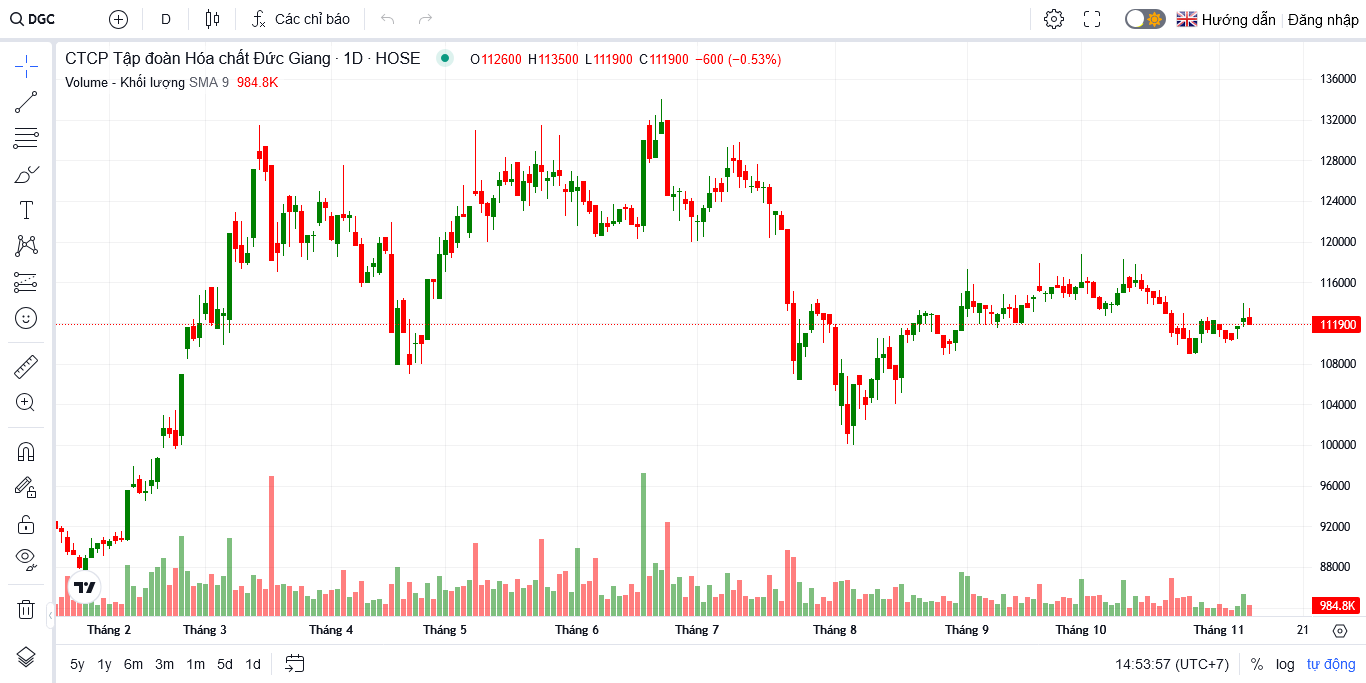 DGC D Các chỉ báo Hướng dẫn Đăng nhập
CTCP Tập đoàn Hóa chất Đức Giang · 1D · HOSE O112600 H113500 L111900 C111900 −600 (−0.53%)
Volume - Khối lượng SMA 9 984.8K
136000
132000
128000
124000
120000
116000
111900
108000
104000
100000
96000
92000
88000
984.8K
Tháng 2 Tháng 3 Tháng 4 Tháng 5 Tháng 6 Tháng 7 Tháng 8 Tháng 9 Tháng 10 Tháng 11 21
5y 1y 6m 3m 1m 5d 1d 14:53:57 (UTC+7) % log tự động